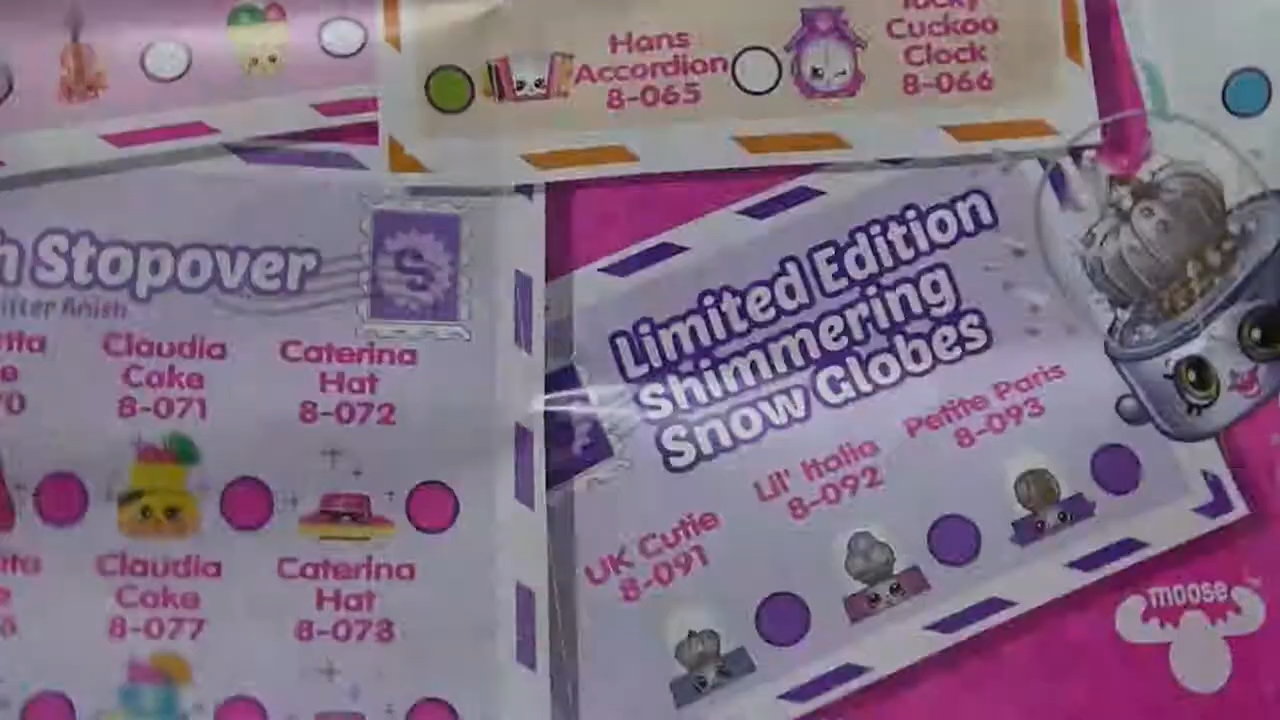 Hans
Accordion
8-065
Cuckoo
Clock
8-066
Stopover
finish
Claudia
Cake
8-071
Caterina
Hat
8-072
Claudia
Cake
8-077
Caterina
Hat
8-078
S
Limited Edition
Shimmering
Snow Globes
UK Cutie
8-091
Lil' Italia
8-092
Petite Paris
8-093
moose